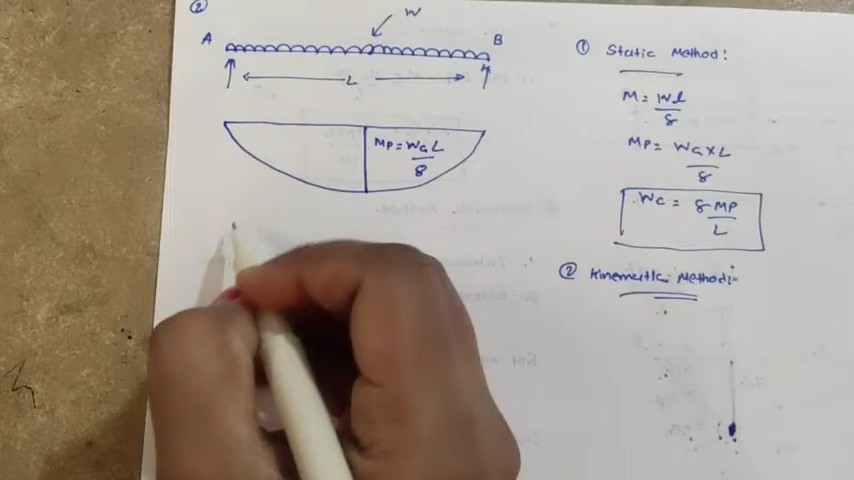 ②
W
A
B
L
MP = WcL
8
① Static Method:
M = Wl
8
MP = Wc×L
8
Wc = 8MP
L
② Kinematic Method: